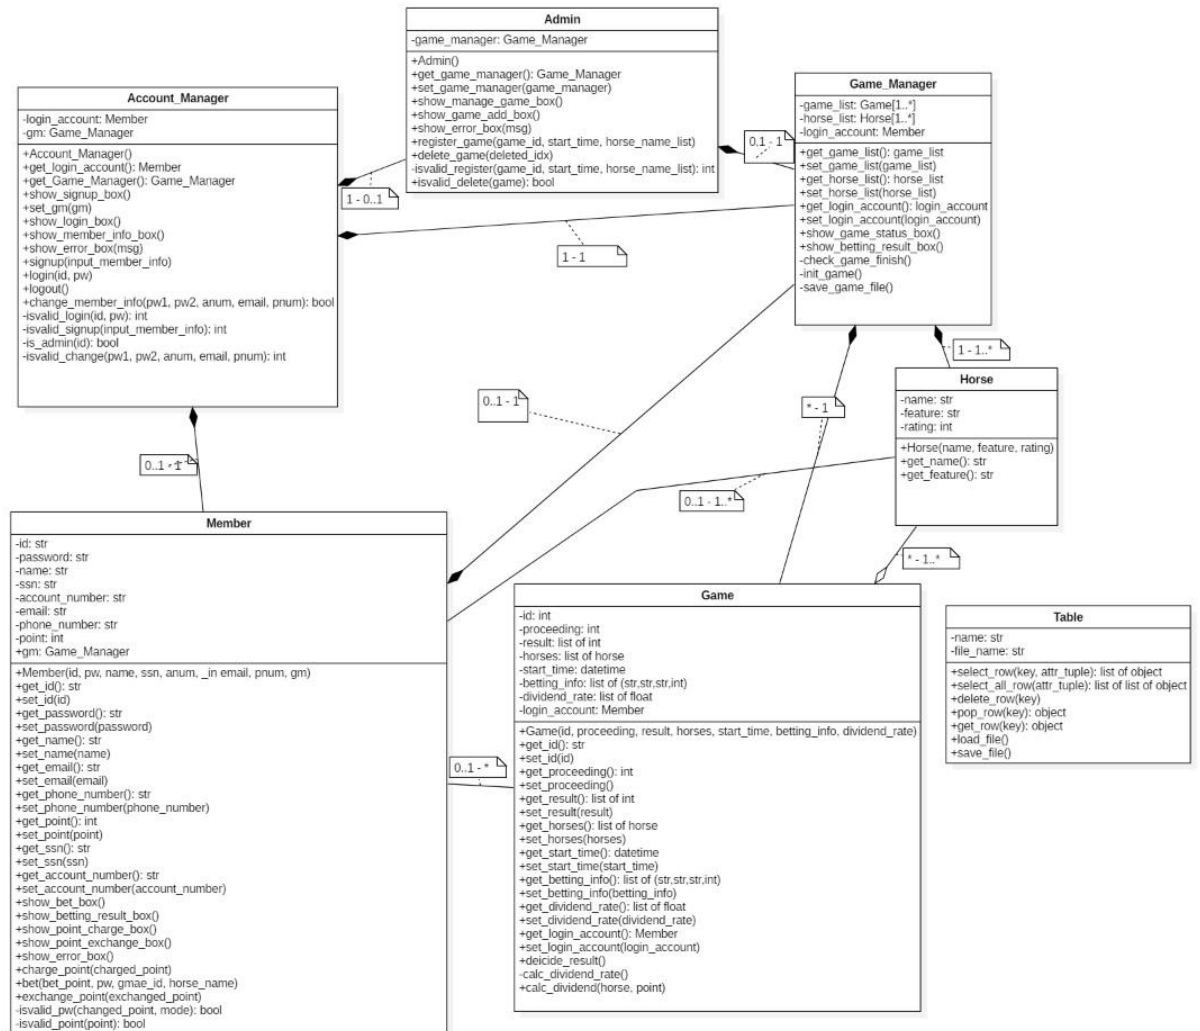 Admin
-game_manager: Game_Manager
+Admin()
+get_game_manager(): Game_Manager
+set_game_manager(game_manager)
+show_manage_game_box()
+show_game_add_box()
+show_error_box(msg)
+register_game(game_id, start_time, horse_name_list)
+delete_game(deleted_idx)
-isvalid_register(game_id, start_time, horse_name_list): int
+isvalid_delete(game): bool
Account_Manager
-login_account: Member
-gm: Game_Manager
+Account_Manager()
+get_login_account(): Member
+get_Game_Manager(): Game_Manager
+show_signup_box()
+set_gm(gm)
+show_login_box()
+show_member_info_box()
+show_error_box(msg)
+signup(input_member_info)
+login(id, pw)
+logout()
+change_member_info(pw1, pw2, anum, email, pnum): bool
-isvalid_login(id, pw): int
-isvalid_signup(input_member_info): int
-is_admin(id): bool
-isvalid_change(pw1, pw2, anum, email, pnum): int
Game_Manager
-game_list: Game[1..*]
-horse_list: Horse[1..*]
-login_account: Member
+get_game_list(): game_list
+set_game_list(game_list)
+get_horse_list(): horse_list
+set_horse_list(horse_list)
+get_login_account(): login_account
+set_login_account(login_account)
+show_game_status_box()
+show_betting_result_box()
-check_game_finish()
-init_game()
-save_game_file()
0,1 - 1
1 - 0..1
1 - 1
1 - 1..*
0..1 - 1
* - 1
0..1 - 1
0..1 - 1..*
* - 1..*
0..1 - *
Horse
-name: str
-feature: str
-rating: int
+Horse(name, feature, rating)
+get_name(): str
+get_feature(): str
Member
-id: str
-password: str
-name: str
-ssn: str
-account_number: str
-email: str
-phone_number: str
-point: int
+gm: Game_Manager
+Member(id, pw, name, ssn, anum, _in email, pnum, gm)
+get_id(): str
+set_id(id)
+get_password(): str
+set_password(password)
+get_name(): str
+set_name(name)
+get_email(): str
+set_email(email)
+get_phone_number(): str
+set_phone_number(phone_number)
+get_point(): int
+set_point(point)
+get_ssn(): str
+set_ssn(ssn)
+get_account_number(): str
+set_account_number(account_number)
+show_bet_box()
+show_betting_result_box()
+show_point_charge_box()
+show_point_exchange_box()
+show_error_box()
+charge_point(charged_point)
+bet(bet_point, pw, gmae_id, horse_name)
+exchange_point(exchanged_point)
-isvalid_pw(changed_point, mode): bool
-isvalid_point(point): bool
Game
-id: int
-proceeding: int
-result: list of int
-horses: list of horse
-start_time: datetime
-betting_info: list of (str,str,str,int)
-dividend_rate: list of float
-login_account: Member
+Game(id, proceeding, result, horses, start_time, betting_info, dividend_rate)
+get_id(): str
+set_id(id)
+get_proceeding(): int
+set_proceeding()
+get_result(): list of int
+set_result(result)
+get_horses(): list of horse
+set_horses(horses)
+get_start_time(): datetime
+set_start_time(start_time)
+get_betting_info(): list of (str,str,str,int)
+set_betting_info(betting_info)
+get_dividend_rate(): list of float
+set_dividend_rate(dividend_rate)
+get_login_account(): Member
+set_login_account(login_account)
+deicide_result()
-calc_dividend_rate()
+calc_dividend(horse, point)
Table
-name: str
-file_name: str
+select_row(key, attr_tuple): list of object
+select_all_row(attr_tuple): list of list of object
+delete_row(key)
+pop_row(key): object
+get_row(key): object
+load_file()
+save_file()